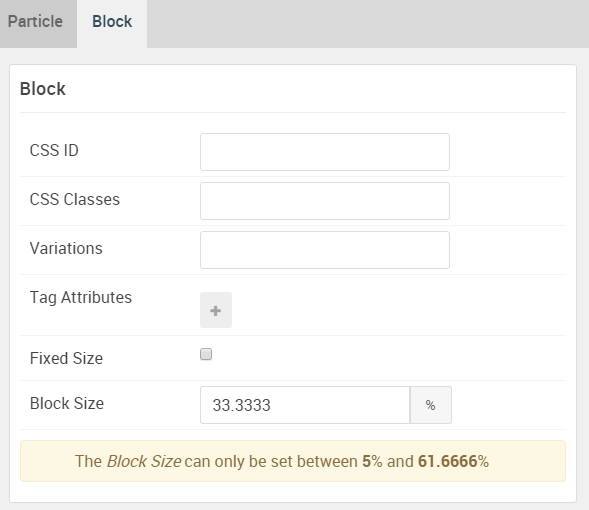 Particle Block
Block
CSS ID
CSS Classes
Variations
Tag Attributes
+
Fixed Size
Block Size 33.3333 %
The Block Size can only be set between 5% and 61.6666%